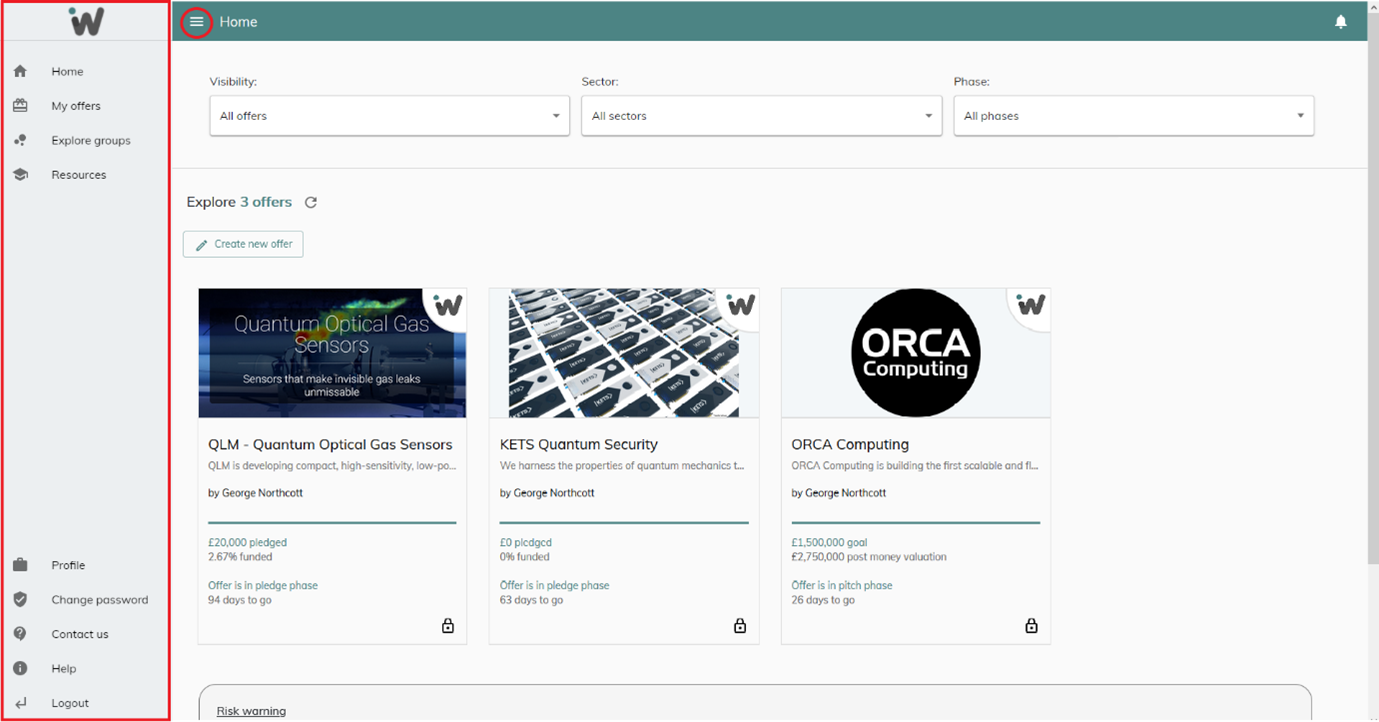 W
Home
Home
My offers
Explore groups
Resources
Profile
Change password
Contact us
Help
Logout
Visibility:
Sector:
Phase:
All offers
All sectors
All phases
Explore 3 offers
Create new offer
W
Quantum Optical Gas
Sensors
Sensors that make invisible gas leaks
unmissable
QLM - Quantum Optical Gas Sensors
QLM is developing compact, high-sensitivity, low-po...
by George Northcott
£20,000 pledged
2.67% funded
Offer is in pledge phase
94 days to go
W
KETS Quantum Security
We harness the properties of quantum mechanics t...
by George Northcott
£0 pledged
0% funded
Offer is in pledge phase
63 days to go
W
ORCA
Computing
ORCA Computing
ORCA Computing is building the first scalable and fl...
by George Northcott
£1,500,000 goal
£2,750,000 post money valuation
Offer is in pitch phase
26 days to go
Risk warning